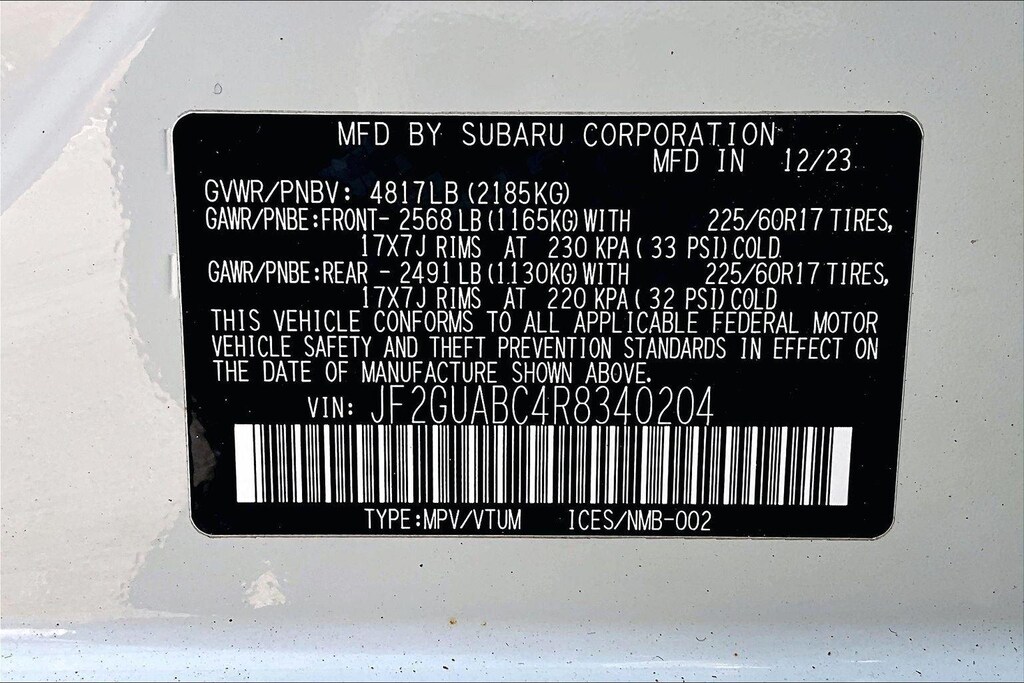 MFD BY SUBARU CORPORATION
MFD IN 12/23
GVWR/PNBV: 4817LB (2185KG)
GAWR/PNBE:FRONT- 2568 LB (1165KG) WITH 225/60R17 TIRES,
17X7J RIMS AT 230 KPA ( 33 PSI) COLD
GAWR/PNBE:REAR - 2491 LB (1130KG) WITH 225/60R17 TIRES,
17X7J RIMS AT 220 KPA ( 32 PSI) COLD
THIS VEHICLE CONFORMS TO ALL APPLICABLE FEDERAL MOTOR
VEHICLE SAFETY AND THEFT PREVENTION STANDARDS IN EFFECT ON
THE DATE OF MANUFACTURE SHOWN ABOVE.
VIN: JF2GUABC4R8340204
TYPE:MPV/VTUM ICES/NMB-002